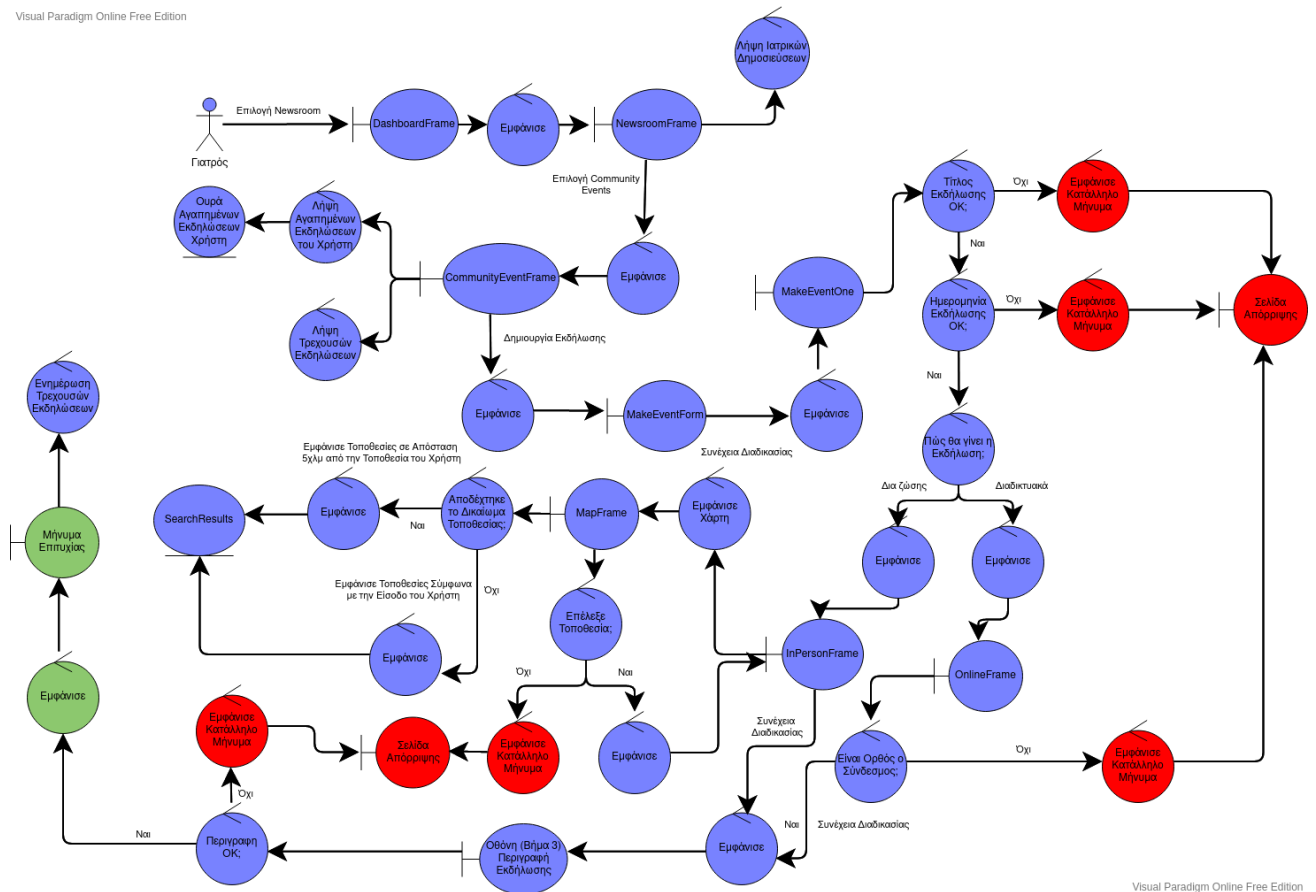 Visual Paradigm Online Free Edition
Λήψη Ιατρικών
Δημοσιεύσεων
Επιλογή Newsroom
Γιατρός
DashboardFrame
Εμφάνισε
NewsroomFrame
Επιλογή Community
Events
Ουρά
Αγαπημένων
Εκδηλώσεων
Χρήστη
Λήψη
Αγαπημένων
Εκδηλώσεων
του Χρήστη
CommunityEventFrame
Εμφάνισε
MakeEventOne
Τίτλος
Εκδήλωσης
ΟΚ;
Όχι
Εμφάνισε
Κατάλληλο
Μήνυμα
Ναι
Ημερομηνία
Εκδήλωσης
ΟΚ;
Όχι
Εμφάνισε
Κατάλληλο
Μήνυμα
Σελίδα
Απόρριψης
Λήψη
Τρεχουσών
Εκδηλώσεων
Δημιουργία Εκδήλωσης
Ναι
Ενημέρωση
Τρεχουσών
Εκδηλώσεων
Εμφάνισε
MakeEventForm
Εμφάνισε
Συνέχεια Διαδικασίας
Πώς θα γίνει η
Εκδήλωση;
Δια ζώσης
Διαδικτυακά
Εμφάνισε Τοποθεσίες σε Απόσταση
5χλμ από την Τοποθεσία του Χρήστη
SearchResults
Εμφάνισε
Ναι
Αποδέχτηκε
το Δικαίωμα
Τοποθεσίας;
MapFrame
Εμφάνισε
Χάρτη
Εμφάνισε
Εμφάνισε
Μήνυμα
Επιτυχίας
Εμφάνισε Τοποθεσίες Σύμφωνα
με την Είσοδο του Χρήστη
Όχι
Επέλεξε
Τοποθεσία;
Εμφάνισε
InPersonFrame
OnlineFrame
Εμφάνισε
Όχι
Ναι
Εμφάνισε
Κατάλληλο
Μήνυμα
Σελίδα
Απόρριψης
Εμφάνισε
Κατάλληλο
Μήνυμα
Εμφάνισε
Συνέχεια
Διαδικασίας
Είναι Ορθός ο
Σύνδεσμος;
Όχι
Εμφάνισε
Κατάλληλο
Μήνυμα
Όχι
Ναι
Περιγραφη
ΟΚ;
Οθόνη (Βήμα 3)
Περιγραφή
Εκδήλωσης
Εμφάνισε
Ναι
Συνέχεια Διαδικασίας
Visual Paradigm Online Free Edition